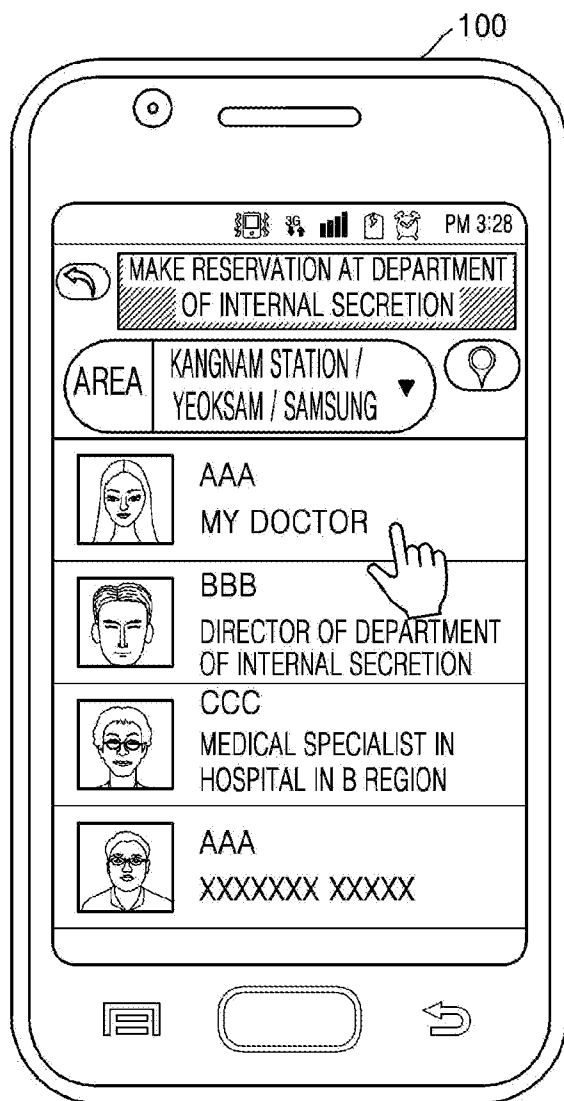 100
3G PM 3:28
MAKE RESERVATION AT DEPARTMENT
OF INTERNAL SECRETION
AREA
KANGNAM STATION /
YEOKSAM / SAMSUNG
AAA
MY DOCTOR
BBB
DIRECTOR OF DEPARTMENT
OF INTERNAL SECRETION
CCC
MEDICAL SPECIALIST IN
HOSPITAL IN B REGION
AAA
XXXXXXX XXXXX